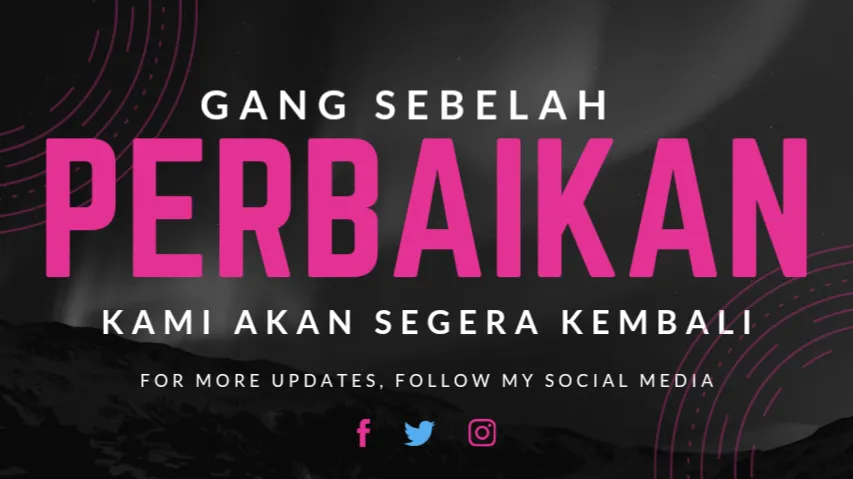 GANG SEBELAH
PERBAIKAN
KAMI AKAN SEGERA KEMBALI
FOR MORE UPDATES, FOLLOW MY SOCIAL MEDIA